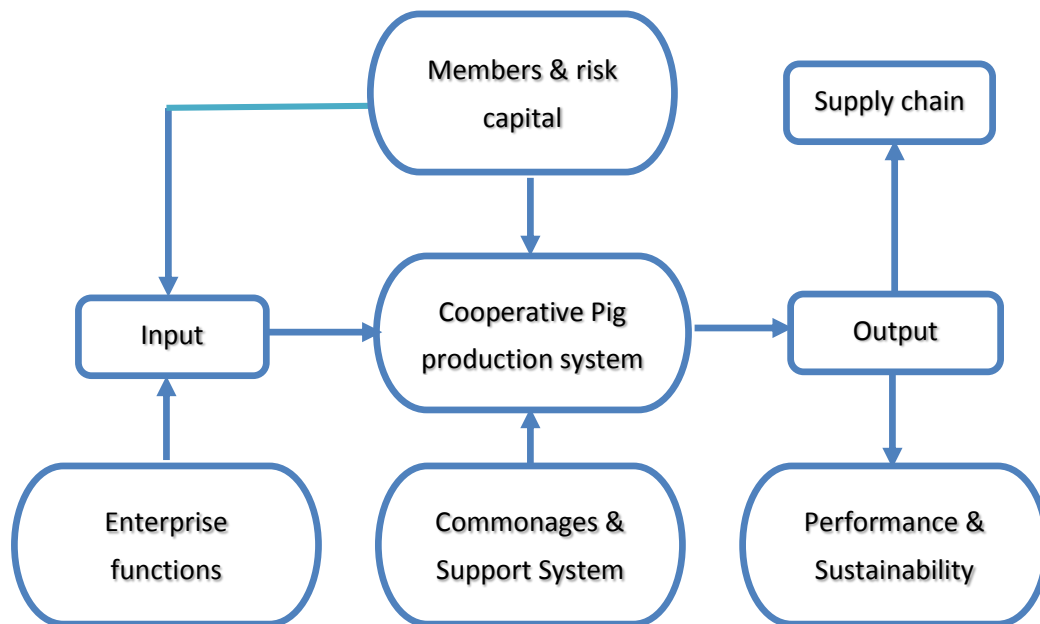 Members & risk
capital
Supply chain
Input
Cooperative Pig
production system
Output
Enterprise
functions
Commonages &
Support System
Performance &
Sustainability